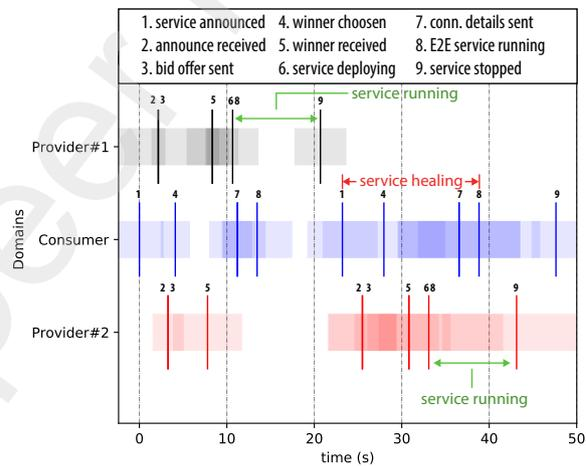 1. service announced 4. winner choosen 7. conn. details sent
2. announce received 5. winner received 8. E2E service running
3. bid offer sent 6. service deploying 9. service stopped
service running
2 3 5 6 8 9
Provider#1
service healing
1 4 7 8 1 4 7 8 9
Consumer
Domains
2 3 5 2 3 5 6 8 9
Provider#2
service running
0 10 20 30 40 50
time (s)